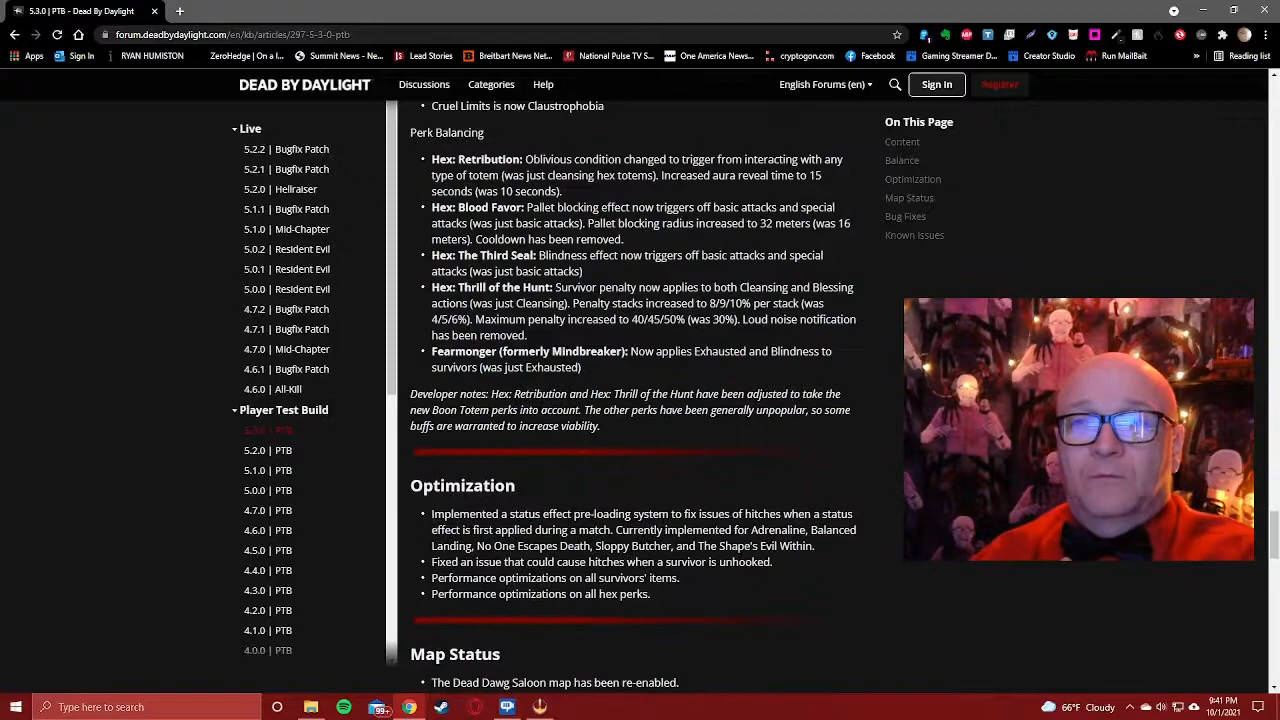 5.3.0 | PTB - Dead By Daylight
forum.deadbydaylight.com/en/kb/articles/297-5-3-0-ptb
Apps Sign In RYAN HUMISTON ZeroHedge | On a... Summit News - Ne... Lead Stories Breitbart News Net... National Pulse TV S... One America News... cryptogon.com Facebook Gaming Streamer D... Creator Studio Run MailBait » Reading list
DEAD BY DAYLIGHT Discussions Categories Help English Forums (en) Sign In Register
Live
5.2.2 | Bugfix Patch
5.2.1 | Bugfix Patch
5.2.0 | Hellraiser
5.1.1 | Bugfix Patch
5.1.0 | Mid-Chapter
5.0.2 | Resident Evil
5.0.1 | Resident Evil
5.0.0 | Resident Evil
4.7.2 | Bugfix Patch
4.7.1 | Bugfix Patch
4.7.0 | Mid-Chapter
4.6.1 | Bugfix Patch
4.6.0 | All-Kill
Player Test Build
5.3.0 | PTB
5.2.0 | PTB
5.1.0 | PTB
5.0.0 | PTB
4.7.0 | PTB
4.6.0 | PTB
4.5.0 | PTB
4.4.0 | PTB
4.3.0 | PTB
4.2.0 | PTB
4.1.0 | PTB
4.0.0 | PTB
• Cruel Limits is now Claustrophobia
Perk Balancing
• Hex: Retribution: Oblivious condition changed to trigger from interacting with any
type of totem (was just cleansing hex totems). Increased aura reveal time to 15
seconds (was 10 seconds).
• Hex: Blood Favor: Pallet blocking effect now triggers off basic attacks and special
attacks (was just basic attacks). Pallet blocking radius increased to 32 meters (was 16
meters). Cooldown has been removed.
• Hex: The Third Seal: Blindness effect now triggers off basic attacks and special
attacks (was just basic attacks)
• Hex: Thrill of the Hunt: Survivor penalty now applies to both Cleansing and Blessing
actions (was just Cleansing). Penalty stacks increased to 8/9/10% per stack (was
4/5/6%). Maximum penalty increased to 40/45/50% (was 30%). Loud noise notification
has been removed.
• Fearmonger (formerly Mindbreaker): Now applies Exhausted and Blindness to
survivors (was just Exhausted)
Developer notes: Hex: Retribution and Hex: Thrill of the Hunt have been adjusted to take the
new Boon Totem perks into account. The other perks have been generally unpopular, so some
buffs are warranted to increase viability.
Optimization
• Implemented a status effect pre-loading system to fix issues of hitches when a status
effect is first applied during a match. Currently implemented for Adrenaline, Balanced
Landing, No One Escapes Death, Sloppy Butcher, and The Shape's Evil Within.
• Fixed an issue that could cause hitches when a survivor is unhooked.
• Performance optimizations on all survivors' items.
• Performance optimizations on all hex perks.
Map Status
• The Dead Dawg Saloon map has been re-enabled.
On This Page
Content
Balance
Optimization
Map Status
Bug Fixes
Known Issues
Type here to search 99+ 66°F Cloudy 9:41 PM
10/1/2021